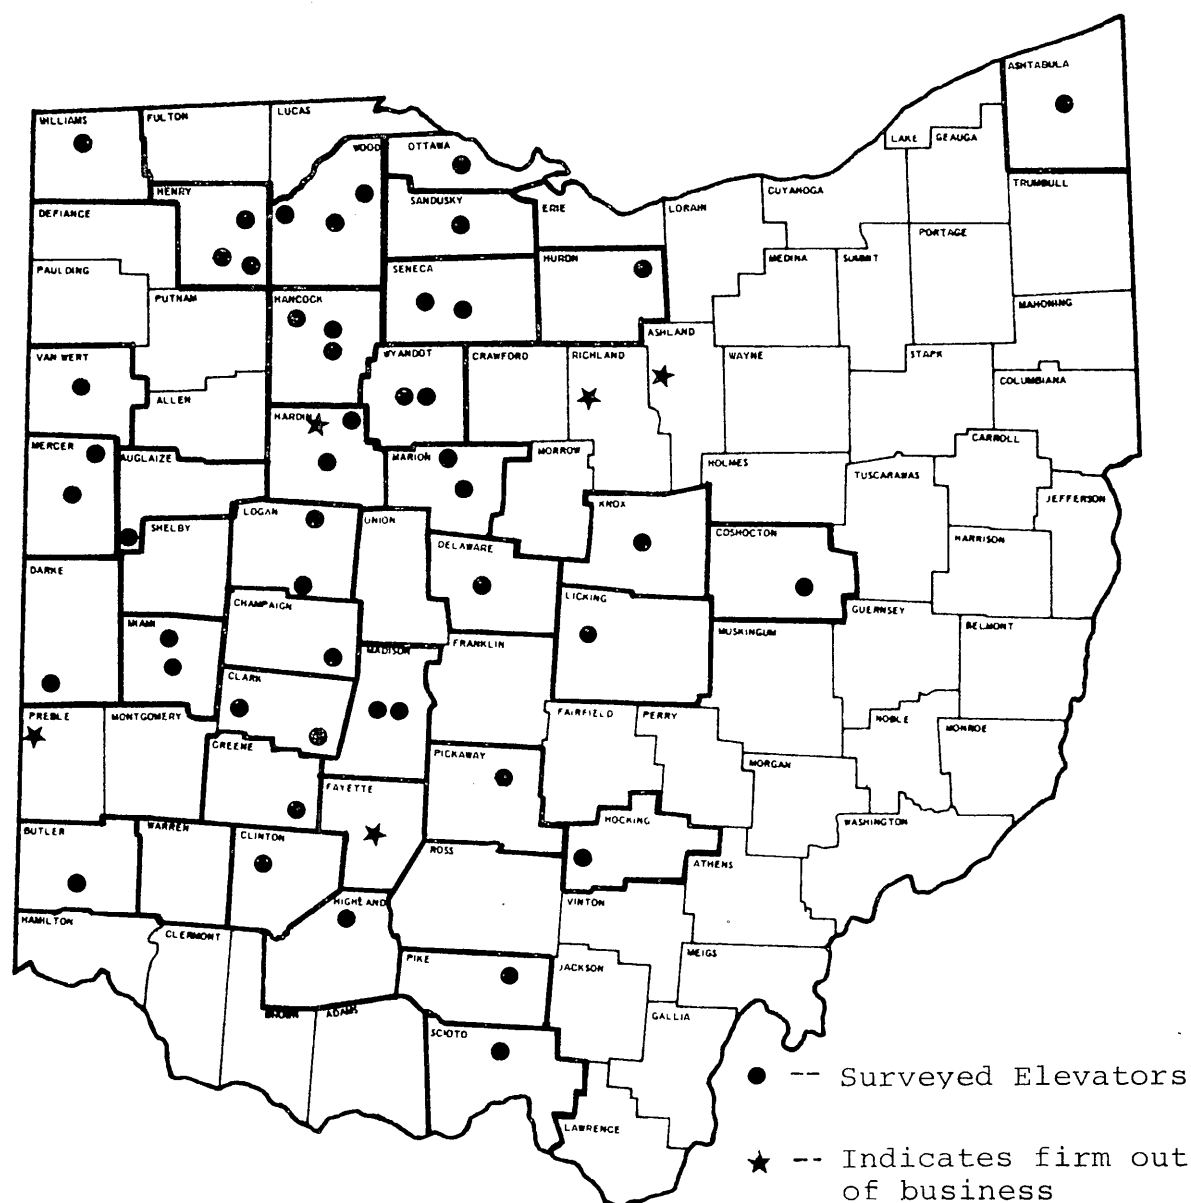 ASHTABULA
WILLIAMS
FULTON
LUCAS
LAKE
GEAUGA
WOOD
OTTAWA
HENRY
SANDUSKY
ERIE
LORAIN
CUYAHOGA
TRUMBULL
DEFIANCE
PORTAGE
PAULDING
SENECA
HURON
MEDINA
SUMMIT
PUTNAM
HANCOCK
MAHONING
ASHLAND
VAN WERT
WYANDOT
CRAWFORD
RICHLAND
WAYNE
STARK
COLUMBIANA
ALLEN
HARDIN
MERCER
AUGLAIZE
MARION
MORROW
HOLMES
CARROLL
TUSCARAWAS
JEFFERSON
LOGAN
UNION
KNOX
SHELBY
COSHOCTON
HARRISON
DELAWARE
DARKE
CHAMPAIGN
LICKING
GUERNSEY
MIAMI
MUSKINGUM
BELMONT
MADISON
FRANKLIN
CLARK
PREBLE
MONTGOMERY
FAIRFIELD
PERRY
NOBLE
MONROE
GREENE
PICKAWAY
MORGAN
FAYETTE
HOCKING
WASHINGTON
BUTLER
WARREN
CLINTON
ROSS
ATHENS
HIGHLAND
VINTON
HAMILTON
CLERMONT
PIKE
JACKSON
MEIGS
BROWN
ADAMS
GALLIA
SCIOTO
LAWRENCE
-- Surveyed Elevators
-- Indicates firm out
of business